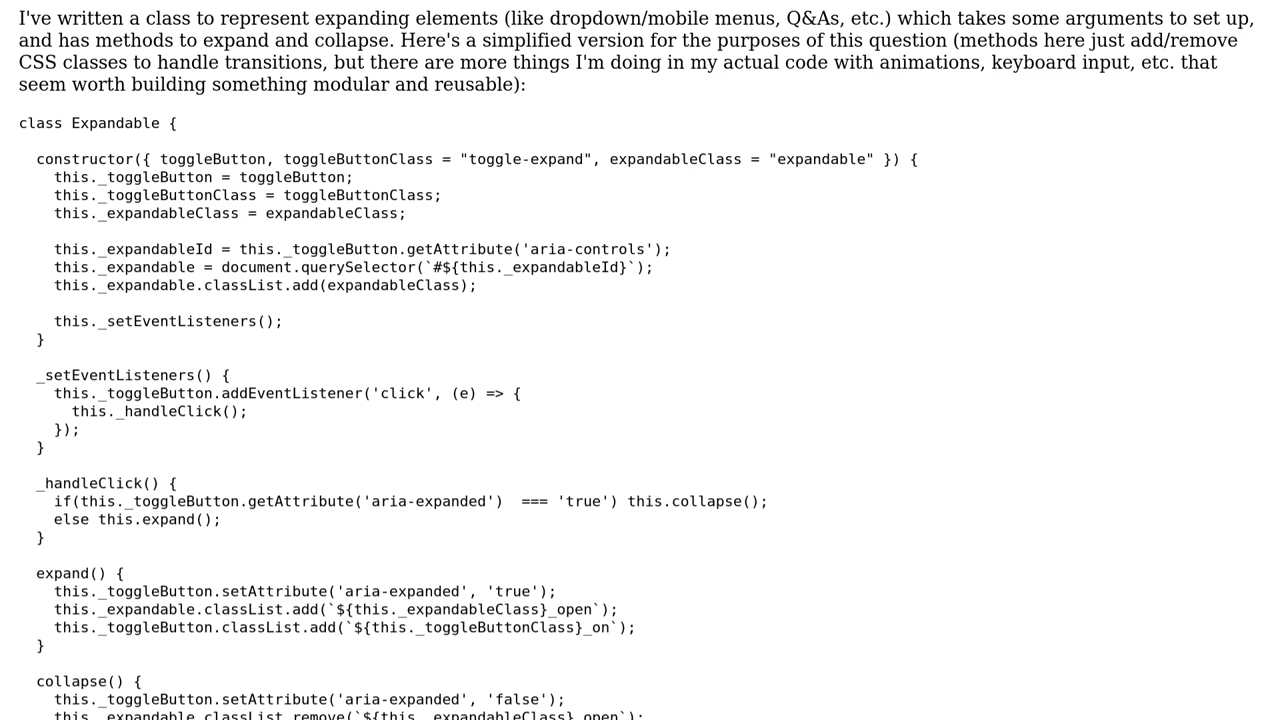 I've written a class to represent expanding elements (like dropdown/mobile menus, Q&As, etc.) which takes some arguments to set up,
and has methods to expand and collapse. Here's a simplified version for the purposes of this question (methods here just add/remove
CSS classes to handle transitions, but there are more things I'm doing in my actual code with animations, keyboard input, etc. that
seem worth building something modular and reusable):
class Expandable {
constructor({ toggleButton, toggleButtonClass = "toggle-expand", expandableClass = "expandable" }) {
this._toggleButton = toggleButton;
this._toggleButtonClass = toggleButtonClass;
this._expandableClass = expandableClass;
this._expandableId = this._toggleButton.getAttribute('aria-controls');
this._expandable = document.querySelector(`#${this._expandableId}`);
this._expandable.classList.add(expandableClass);
this._setEventListeners();
}
_setEventListeners() {
this._toggleButton.addEventListener('click', (e) => {
this._handleClick();
});
}
_handleClick() {
if(this._toggleButton.getAttribute('aria-expanded')  === 'true') this.collapse();
else this.expand();
}
expand() {
this._toggleButton.setAttribute('aria-expanded', 'true');
this._expandable.classList.add(`${this._expandableClass}_open`);
this._toggleButton.classList.add(`${this._toggleButtonClass}_on`);
}
collapse() {
this._toggleButton.setAttribute('aria-expanded', 'false');
this._expandable.classList.remove(`${this._expandableClass}_open`);